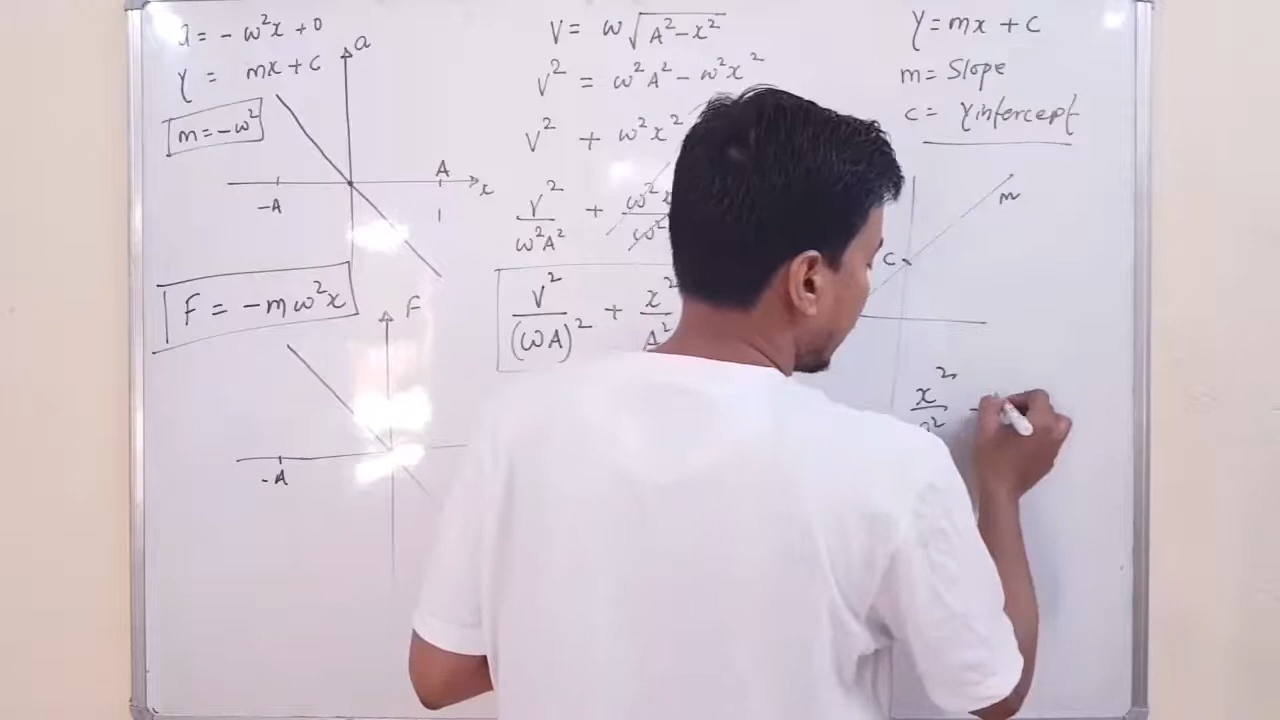 a = - ω²x + 0
Y = mx + c
m = -ω²
a
A
x
-A
F = -mω²x
F
-A
V = ω√A²-x²
V² = ω²A² - ω²x²
V² + ω²x²
V²/ω²A² + ω²
V²/(ωA)² + x²/A²
Y = mx + c
m = Slope
c = Y intercept
m
c
x²